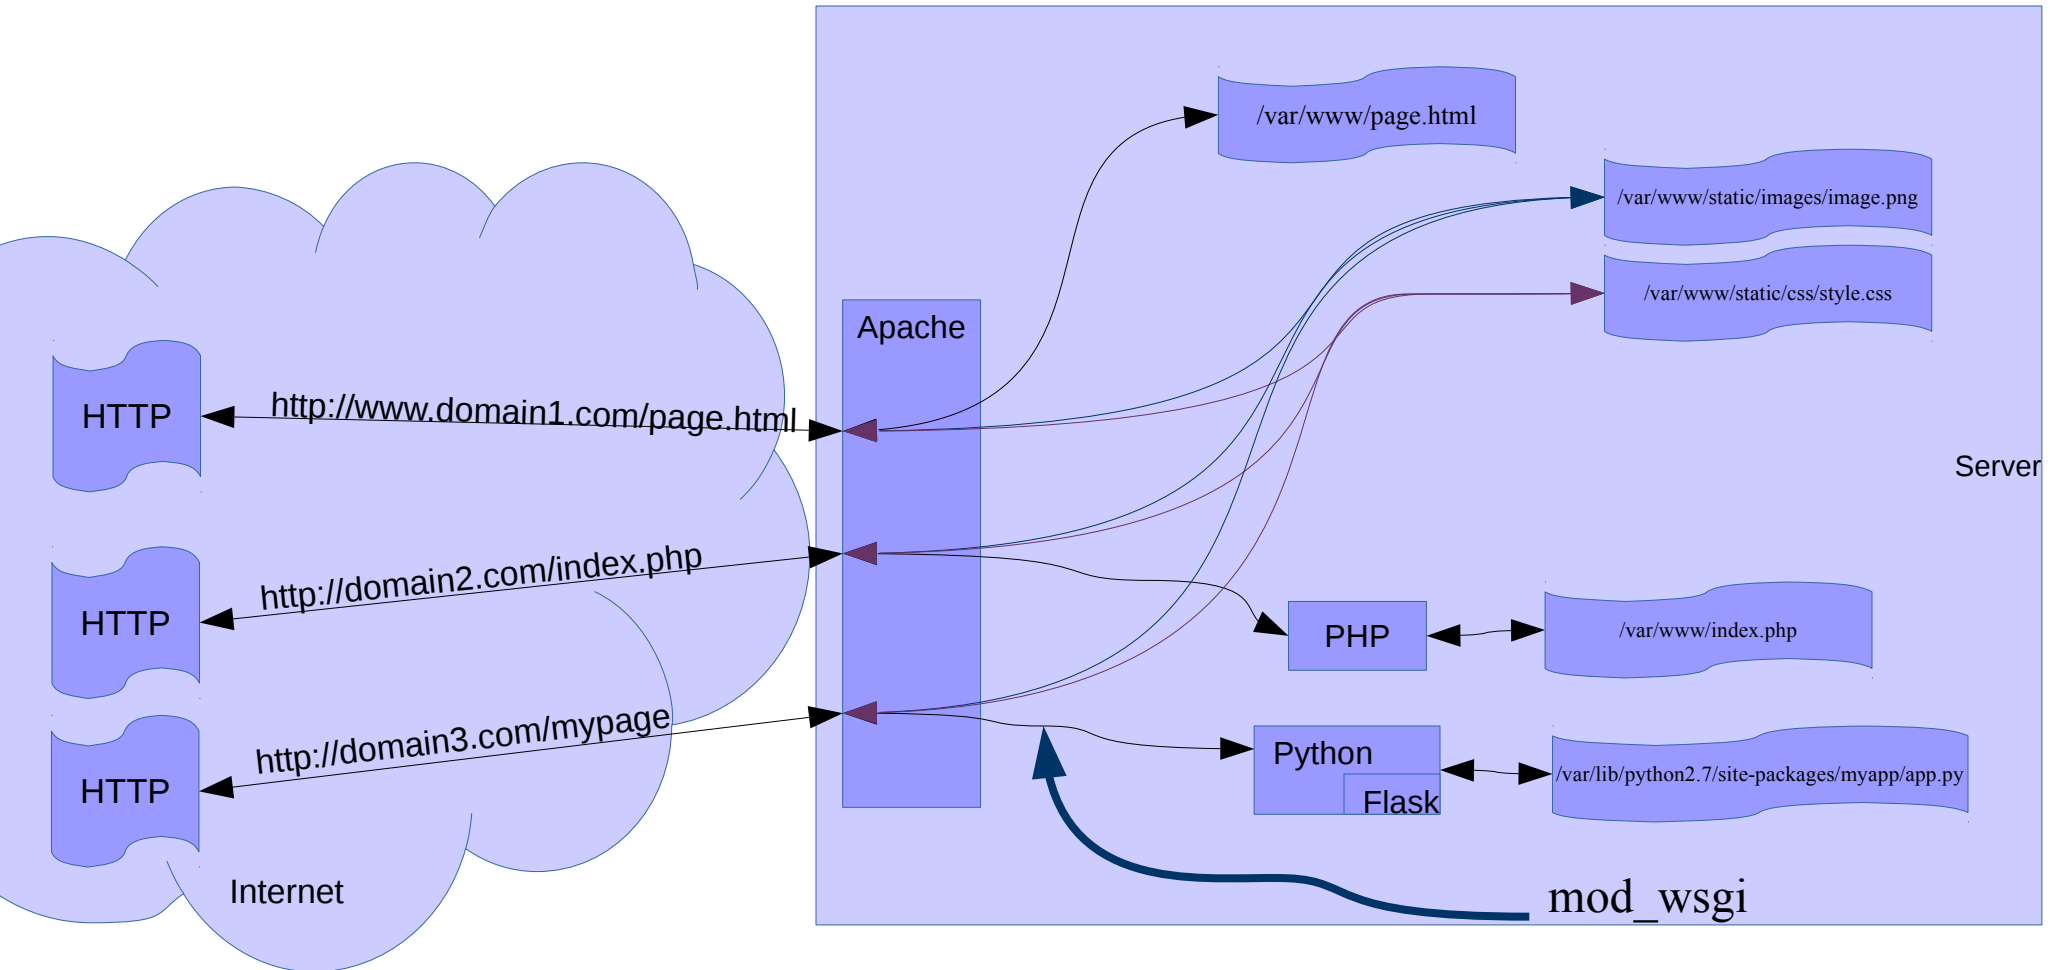 /var/www/page.html
/var/www/static/images/image.png
/var/www/static/css/style.css
Apache
HTTP
http://www.domain1.com/page.html
Server
http://domain2.com/index.php
HTTP
PHP
/var/www/index.php
http://domain3.com/mypage
HTTP
Python
Flask
/var/lib/python2.7/site-packages/myapp/app.py
Internet
mod_wsgi